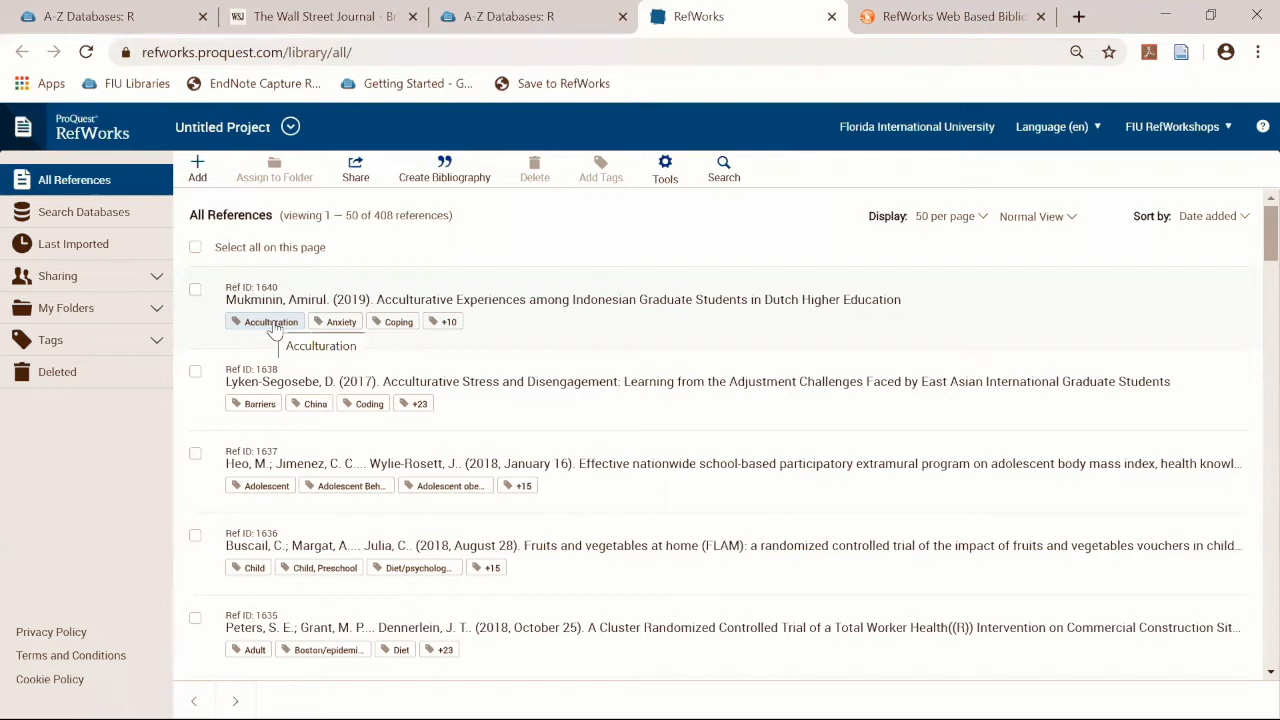 A-Z Databases: R
The Wall Street Journal - Br
A-Z Databases: R
RefWorks
RefWorks Web Based Biblic
refworks.proquest.com/library/all/
Apps
FIU Libraries
EndNote Capture R...
Getting Started - G...
Save to RefWorks
ProQuest®
RefWorks
Untitled Project
Florida International University
Language (en)
FIU RefWorkshops
All References
Search Databases
Last Imported
Sharing
My Folders
Tags
Deleted
Privacy Policy
Terms and Conditions
Cookie Policy
Add
Assign to Folder
Share
Create Bibliography
Delete
Add Tags
Tools
Search
All References (viewing 1 — 50 of 408 references)
Display: 50 per page Normal View
Sort by: Date added
Select all on this page
Ref ID: 1640
Mukminin, Amirul. (2019). Acculturative Experiences among Indonesian Graduate Students in Dutch Higher Education
Acculturation Anxiety Coping +10
Acculturation
Ref ID: 1638
Lyken-Segosebe, D. (2017). Acculturative Stress and Disengagement: Learning from the Adjustment Challenges Faced by East Asian International Graduate Students
Barriers China Coding +23
Ref ID: 1637
Heo, M.; Jimenez, C. C.... Wylie-Rosett, J.. (2018, January 16). Effective nationwide school-based participatory extramural program on adolescent body mass index, health knowl...
Adolescent Adolescent Beh... Adolescent obe... +15
Ref ID: 1636
Buscail, C.; Margat, A.... Julia, C.. (2018, August 28). Fruits and vegetables at home (FLAM): a randomized controlled trial of the impact of fruits and vegetables vouchers in child...
Child Child, Preschool Diet/psycholog... +15
Ref ID: 1635
Peters, S. E.; Grant, M. P.... Dennerlein, J. T.. (2018, October 25). A Cluster Randomized Controlled Trial of a Total Worker Health((R)) Intervention on Commercial Construction Sit...
Adult Boston/epidemi... Diet +23